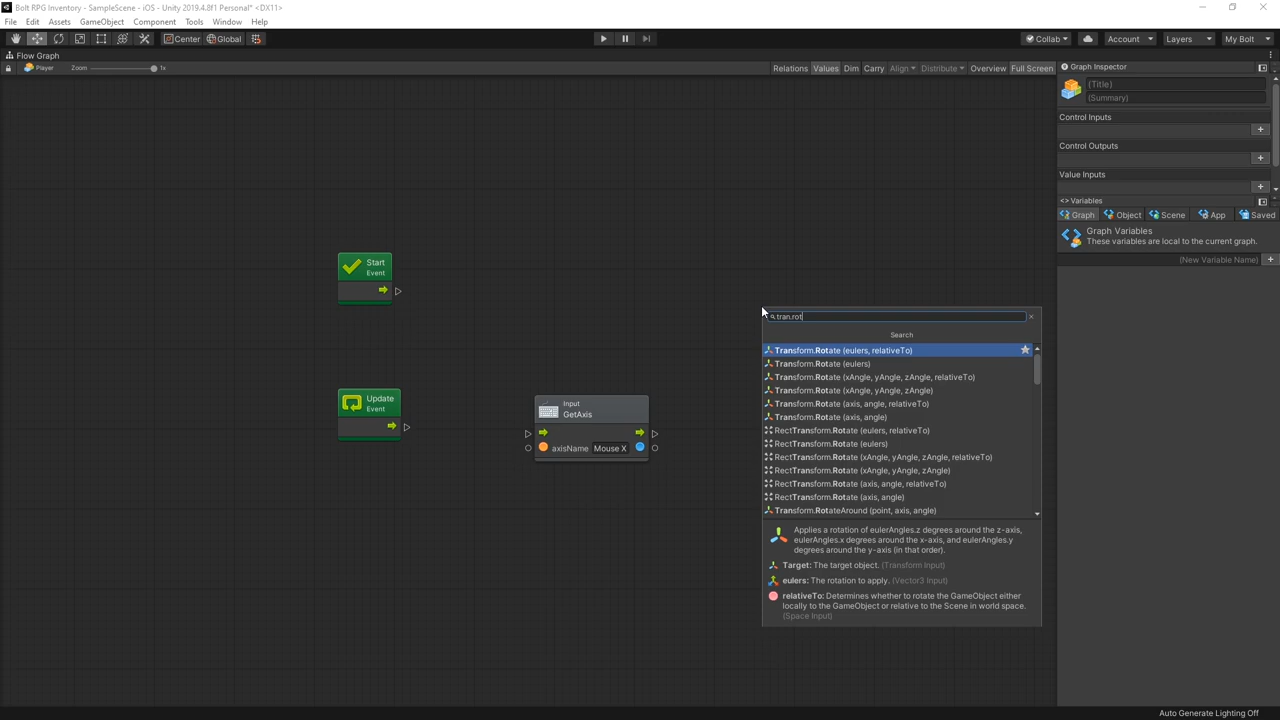 Bolt RPG Inventory - SampleScene - iOS - Unity 2019.4.8f1 Personal* <DX11>
File Edit Assets GameObject Component Tools Window Help
Center Global Collab Account Layers My Bolt
Flow Graph
Player Zoom 1x Relations Values Dim Carry Align Distribute Overview Full Screen
Graph Inspector
(Title)
(Summary)
Control Inputs
Control Outputs
Value Inputs
<> Variables
Graph Object Scene App Saved
Graph Variables
These variables are local to the current graph.
(New Variable Name)
Start
Event
Update
Event
Input
GetAxis
axisName Mouse X
tran.rot
Search
Transform.Rotate (eulers, relativeTo)
Transform.Rotate (eulers)
Transform.Rotate (xAngle, yAngle, zAngle, relativeTo)
Transform.Rotate (xAngle, yAngle, zAngle)
Transform.Rotate (axis, angle, relativeTo)
Transform.Rotate (axis, angle)
RectTransform.Rotate (eulers, relativeTo)
RectTransform.Rotate (eulers)
RectTransform.Rotate (xAngle, yAngle, zAngle, relativeTo)
RectTransform.Rotate (xAngle, yAngle, zAngle)
RectTransform.Rotate (axis, angle, relativeTo)
RectTransform.Rotate (axis, angle)
Transform.RotateAround (point, axis, angle)
Applies a rotation of eulerAngles.z degrees around the z-axis,
eulerAngles.x degrees around the x-axis, and eulerAngles.y
degrees around the y-axis (in that order).
Target: The target object. (Transform Input)
eulers: The rotation to apply. (Vector3 Input)
relativeTo: Determines whether to rotate the GameObject either
locally to the GameObject or relative to the Scene in world space.
(Space Input)
Auto Generate Lighting Off